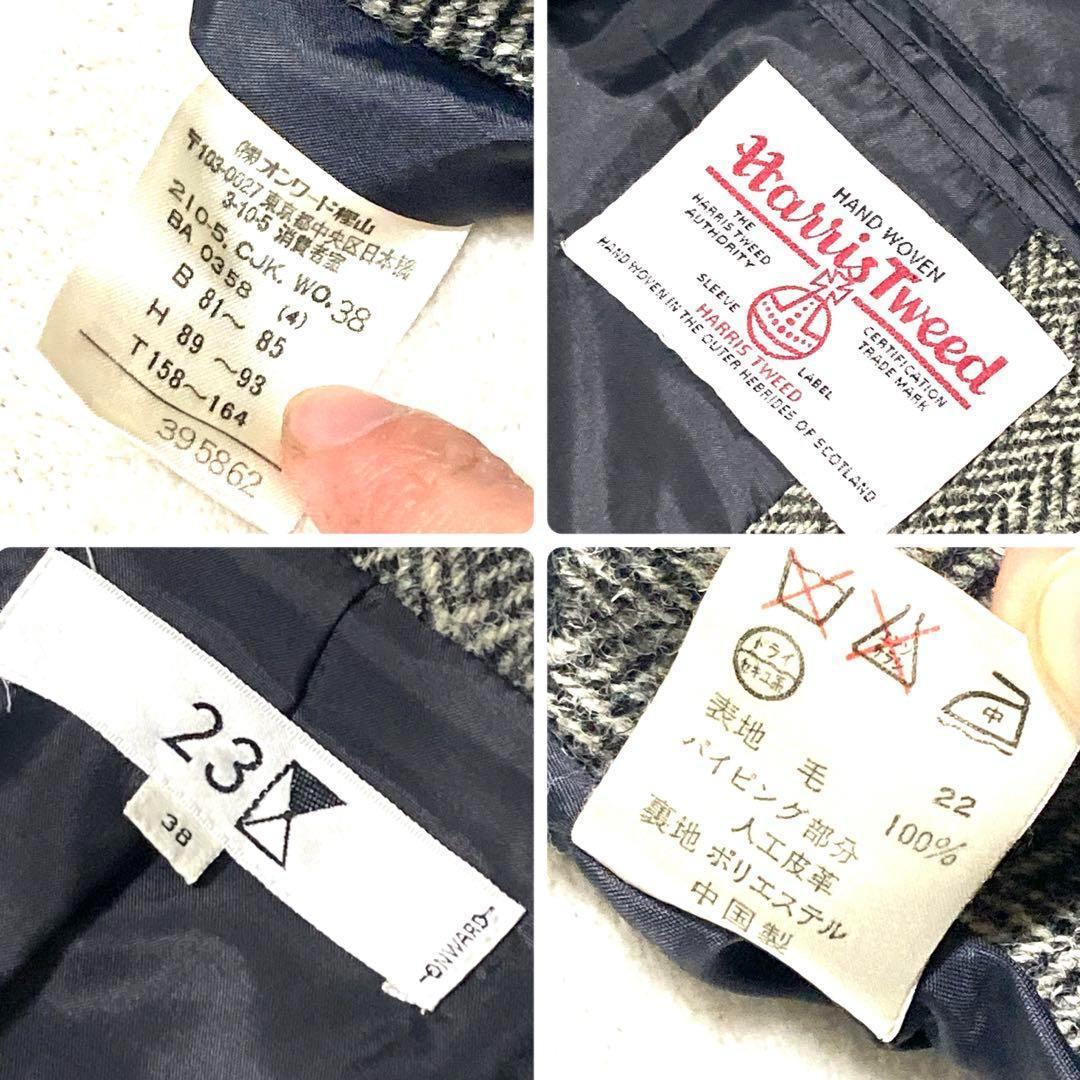 (株)オンワード樫山
〒103-0027 東京都中央区日本橋
3-10-5 消費者室
210-5. CJK. WO. 38
BA 0358 (4)
B 81～ 85
H 89 ～93
T 158～164
395862
HAND WOVEN
Harris Tweed
THE
HARRIS TWEED
AUTHORITY
CERTIFICATION
TRADE MARK
SLEEVE LABEL
HARRIS TWEED
HAND WOVEN IN THE OUTER HEBRIDES OF SCOTLAND
23
38
-ONWARD-
ドライ
セキユ系
中
22
表地 毛 100%
パイピング部分
人工皮革
裏地 ポリエステル
中国製